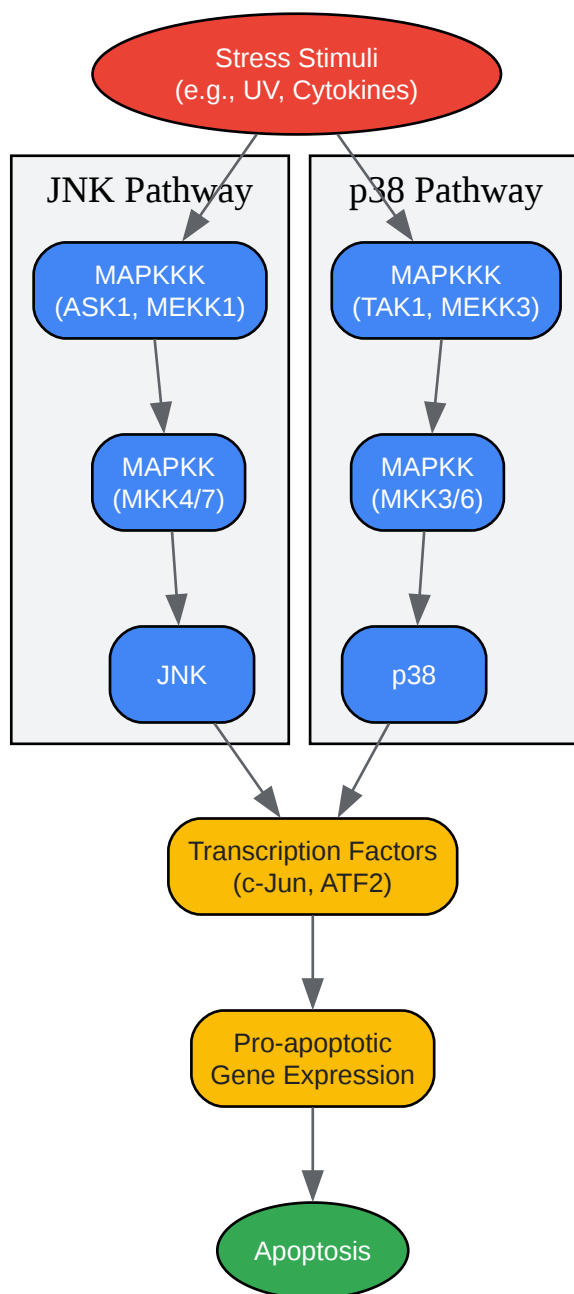 Stress Stimuli
(e.g., UV, Cytokines)
JNK Pathway
MAPKKK
(ASK1, MEKK1)
MAPKK
(MKK4/7)
JNK
p38 Pathway
MAPKKK
(TAK1, MEKK3)
MAPKK
(MKK3/6)
p38
Transcription Factors
(c-Jun, ATF2)
Pro-apoptotic
Gene Expression
Apoptosis